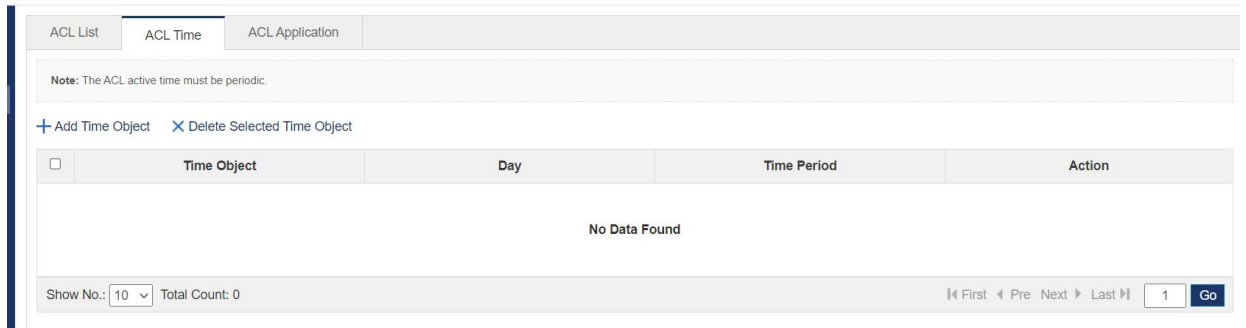 ACL List ACL Time ACL Application
Note: The ACL active time must be periodic.
Add Time Object Delete Selected Time Object
Time Object Day Time Period Action
No Data Found
Show No.: 10 Total Count: 0 First Pre Next Last 1 Go